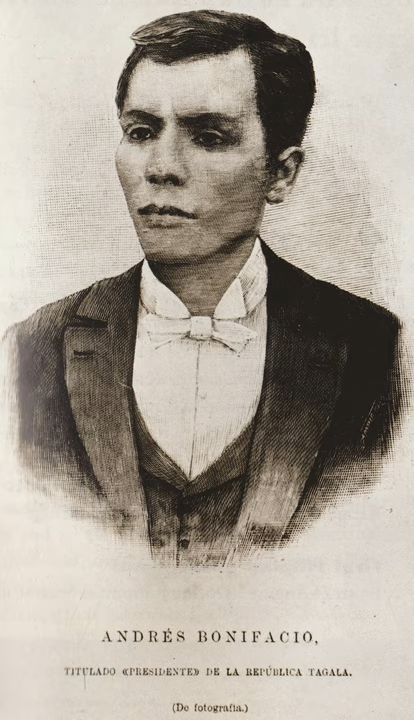 ANDRÉS BONIFACIO,
TITULADO «PRESIDENTE» DE LA REPÚBLICA TAGALA.
(De fotografía.)